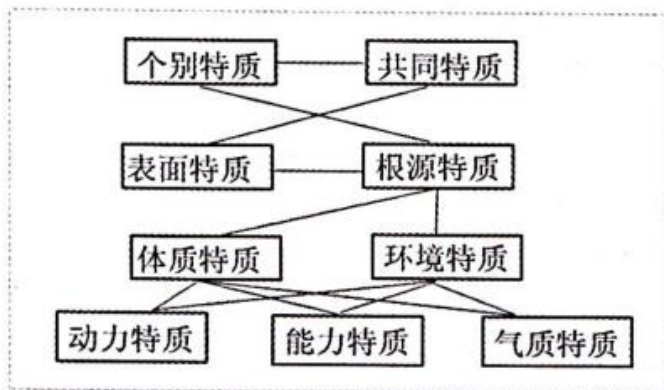 个别特质 共同特质
表面特质 根源特质
体质特质 环境特质
动力特质 能力特质 气质特质